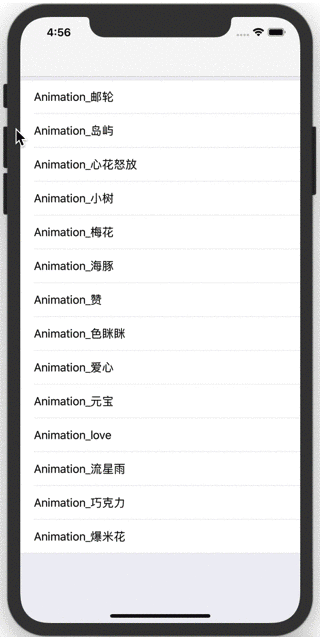 4:56
Animation_邮轮
Animation_岛屿
Animation_心花怒放
Animation_小树
Animation_梅花
Animation_海豚
Animation_赞
Animation_色眯眯
Animation_爱心
Animation_元宝
Animation_love
Animation_流星雨
Animation_巧克力
Animation_爆米花